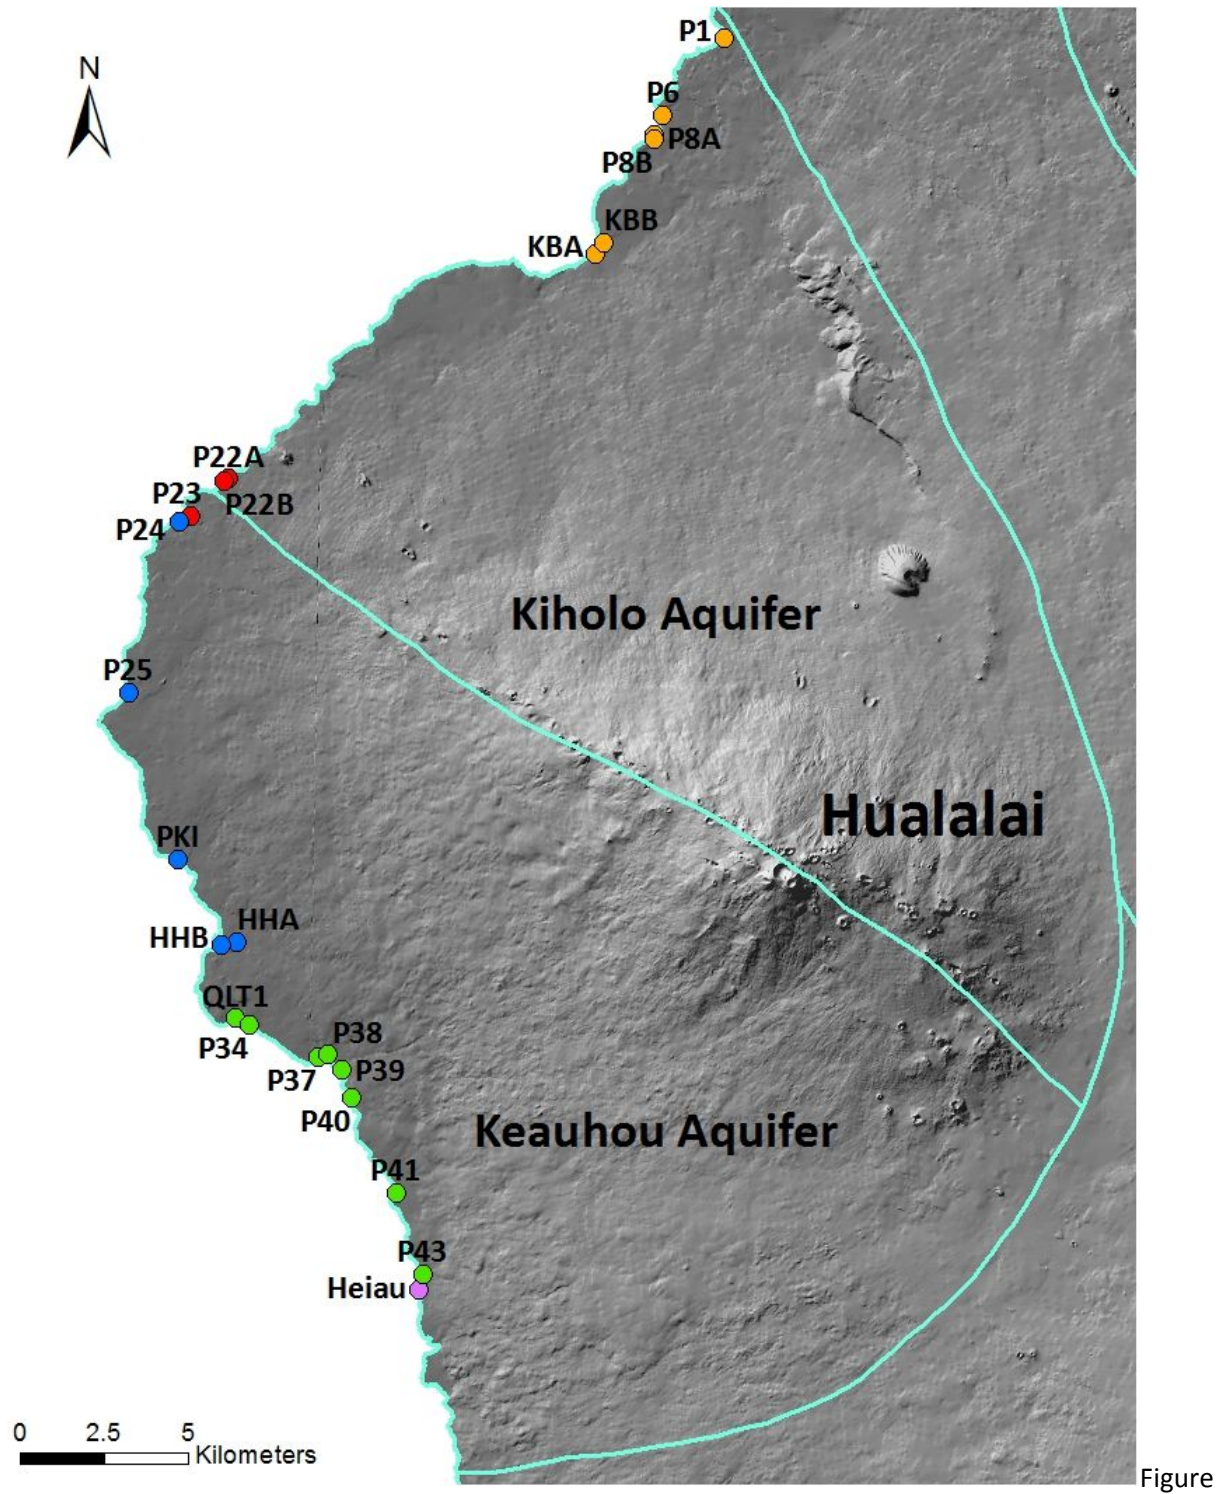 P1
N
P6
P8A
P8B
KBB
KBA
P22A
P23
P22B
P24
Kiholo Aquifer
P25
Hualalai
PKI
HHA
HHB
QLT1
P38
P34
P39
P37
P40
Keauhou Aquifer
P41
P43
Heiau
0 2.5 5
Kilometers
Figure